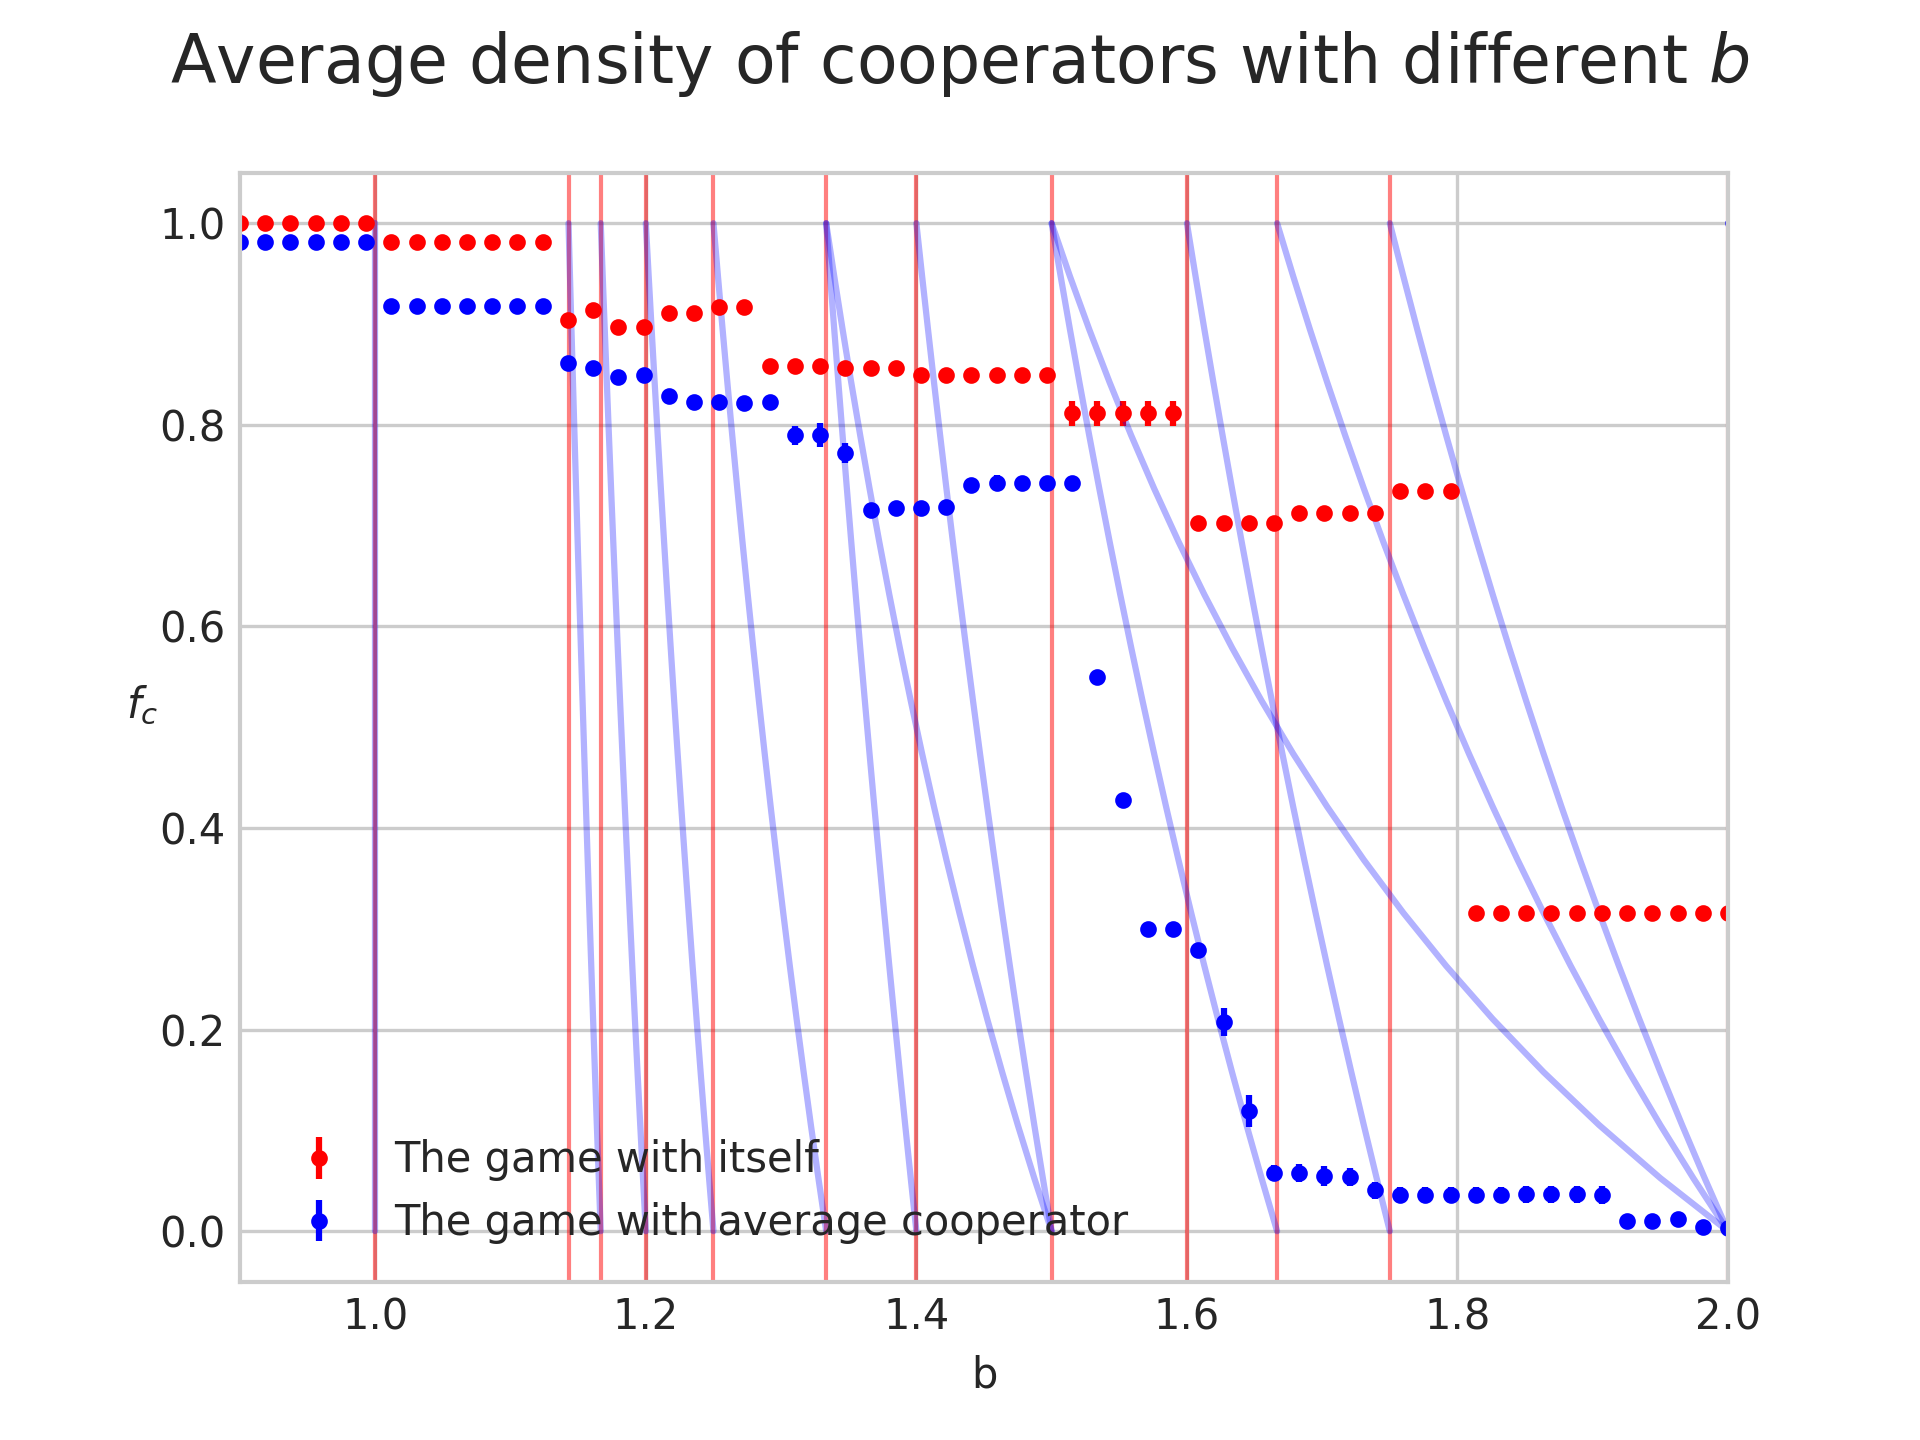 Average density of cooperators with different b
1.0
0.8
0.6
f_c
0.4
0.2
0.0
The game with itself
The game with average cooperator
1.0 1.2 1.4 1.6 1.8 2.0
b